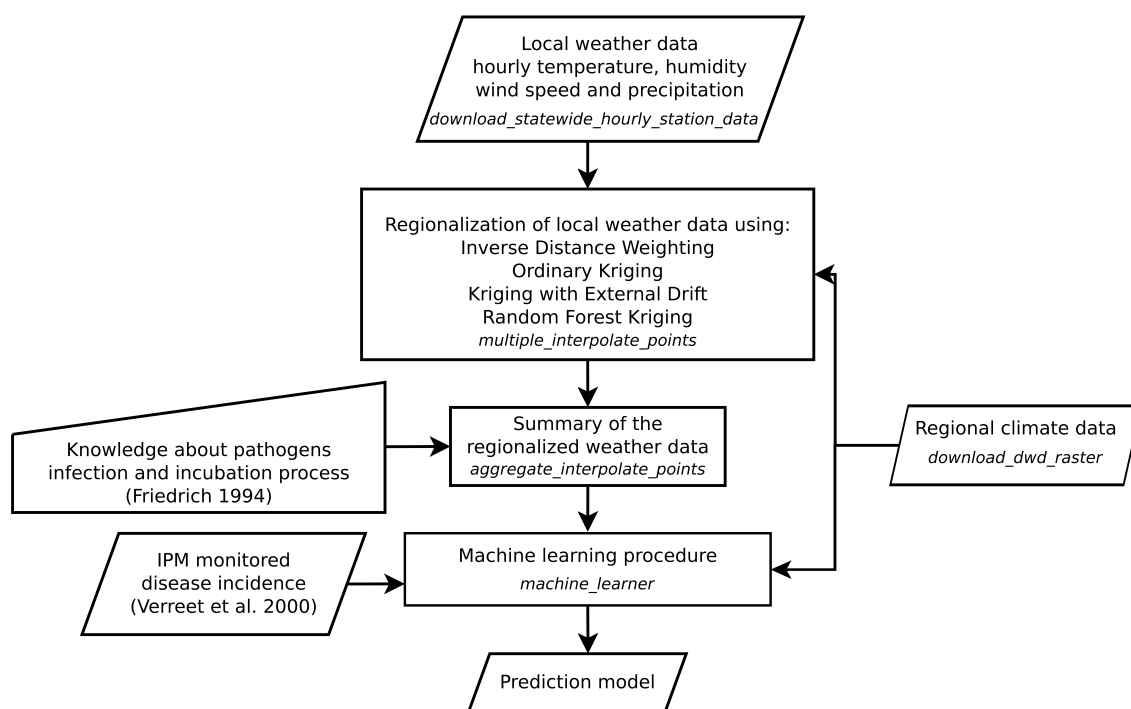 Local weather data
hourly temperature, humidity
wind speed and precipitation
download_statewide_hourly_station_data
Regionalization of local weather data using:
Inverse Distance Weighting
Ordinary Kriging
Kriging with External Drift
Random Forest Kriging
multiple_interpolate_points
Knowledge about pathogens
infection and incubation process
(Friedrich 1994)
Summary of the
regionalized weather data
aggregate_interpolate_points
Regional climate data
download_dwd_raster
IPM monitored
disease incidence
(Verreet et al. 2000)
Machine learning procedure
machine_learner
Prediction model